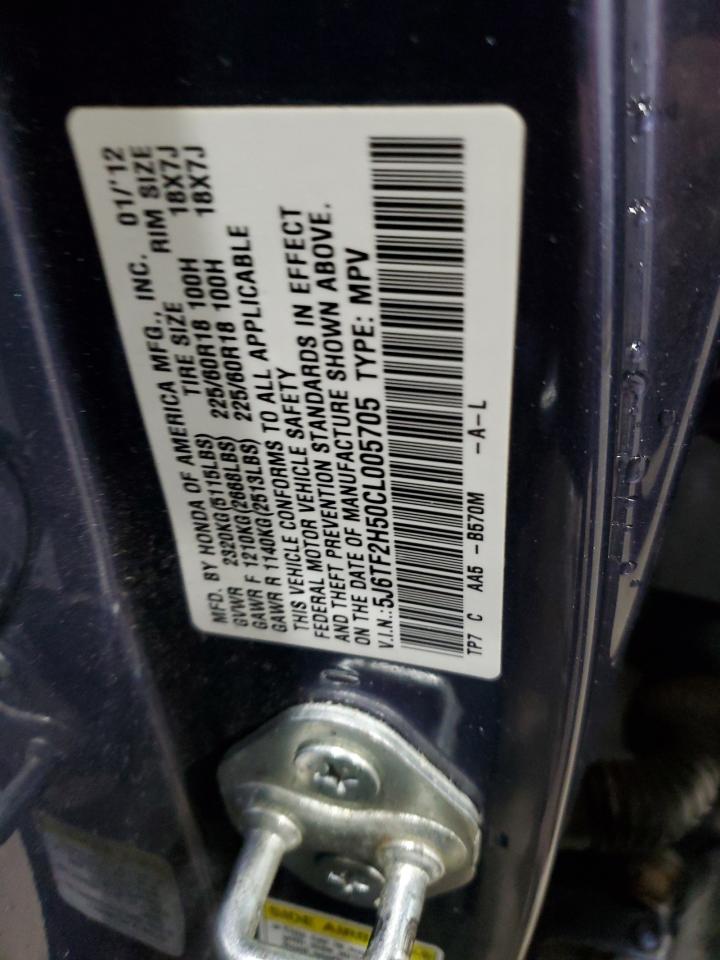 MFD. BY HONDA OF AMERICA MFG., INC. 01/'12
TIRE SIZE RIM SIZE
GVWR 2320KG(5115LBS)
GAWR F 1210KG(2668LBS) 225/60R18 100H 18X7J
GAWR R 1140KG(2513LBS) 225/60R18 100H 18X7J
THIS VEHICLE CONFORMS TO ALL APPLICABLE
FEDERAL MOTOR VEHICLE SAFETY
AND THEFT PREVENTION STANDARDS IN EFFECT
ON THE DATE OF MANUFACTURE SHOWN ABOVE.
V.I.N.:5J6TF2H50CL005705 TYPE: MPV
TP7 C AA5 - B570M -A-L
SIDE